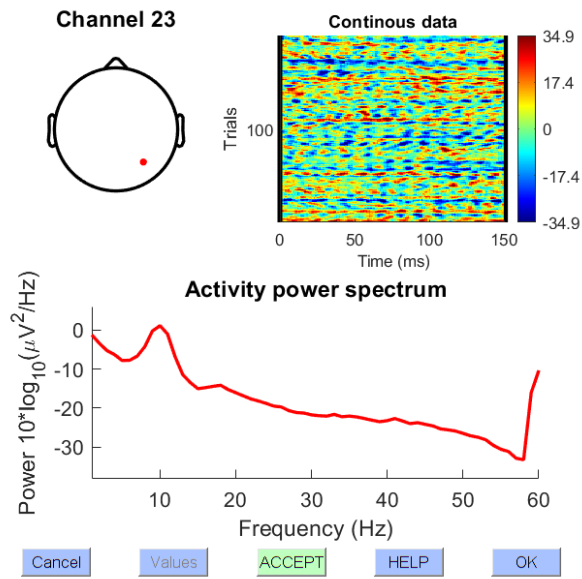 Channel 23
Continous data
Trials
100
0
50
100
150
Time (ms)
34.9
17.4
0
-17.4
-34.9
Activity power spectrum
Power 10*log10(μV2/Hz)
0
-10
-20
-30
10
20
30
40
50
60
Frequency (Hz)
Cancel
Values
ACCEPT
HELP
OK